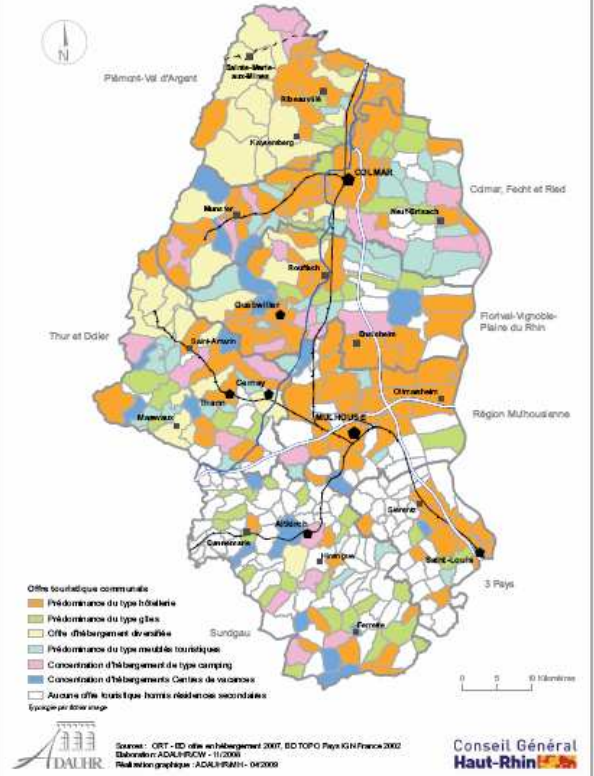 N
Sainte-Marie-
aux-Mines
Piémont-Val d'Argent
Ribeauvillé
Kaysersberg
COLMAR
Colmar, Fecht et Ried
Munster
Neuf-Brisach
Rouffach
Guebwiller
Florival-Vignoble-
Plaine du Rhin
Thur et Doller
Saint-Amarin
Ensisheim
Cernay
Thann
Ottmarsheim
Masevaux
MULHOUSE
Région Mulhousienne
Sierentz
Altkirch
Dannemarie
Hirsingue
Saint-Louis
3 Pays
Sundgau
Ferrette
Offre touristique communale
Prédominance du type hôtellerie
Prédominance du type gîtes
Offre d'hébergement diversifiée
Prédominance du type meublés touristiques
Concentration d'hébergement de type camping
Concentration d'hébergements Centres de vacances
Aucune offre touristique hormis résidences secondaires
Typologie par fichier image
0 5 10 Kilomètres
ADAUHR
Sources : ORT - BD offre en hébergement 2007, BD TOPO Pays IGN France 2002
Elaboration : ADAUHR/CW - 11/2008
Réalisation graphique : ADAUHR/MH - 04/2009
Conseil Général
Haut-Rhin